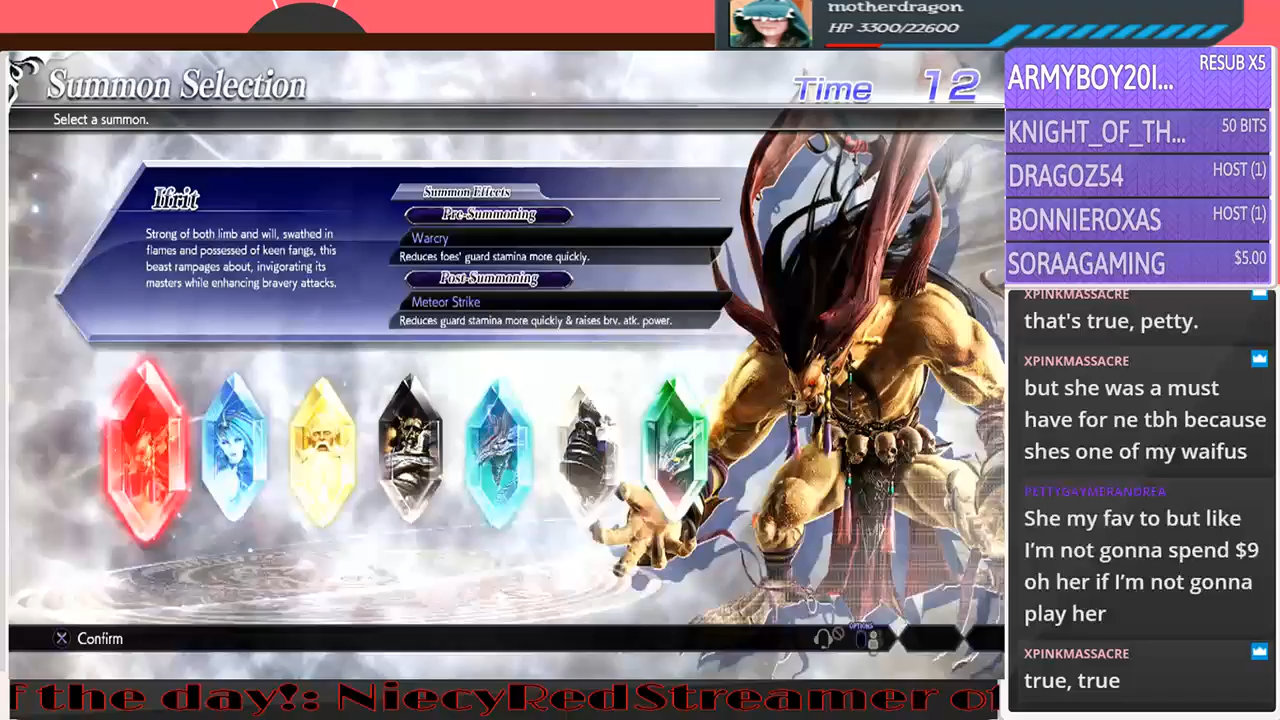 motherdragon
HP 3300/22600
Summon Selection
Time 12
Select a summon.
Ifrit
Strong of both limb and will, swathed in
flames and possessed of keen fangs, this
beast rampages about, invigorating its
masters while enhancing bravery attacks.
Summon Effects
Pre-Summoning
Warcry
Reduces foes' guard stamina more quickly.
Post-Summoning
Meteor Strike
Reduces guard stamina more quickly & raises brv. atk. power.
Confirm
OPTIONS
f the day!: NiecyRedStreamer of
ARMYBOY20I... RESUB X5
KNIGHT_OF_TH... 50 BITS
DRAGOZ54 HOST (1)
BONNIEROXAS HOST (1)
SORAAGAMING $5.00
XPINKMASSACRE
that's true, petty.
XPINKMASSACRE
but she was a must
have for ne tbh because
shes one of my waifus
PETTYGAYMERANDREA
She my fav to but like
I'm not gonna spend $9
oh her if I'm not gonna
play her
XPINKMASSACRE
true, true